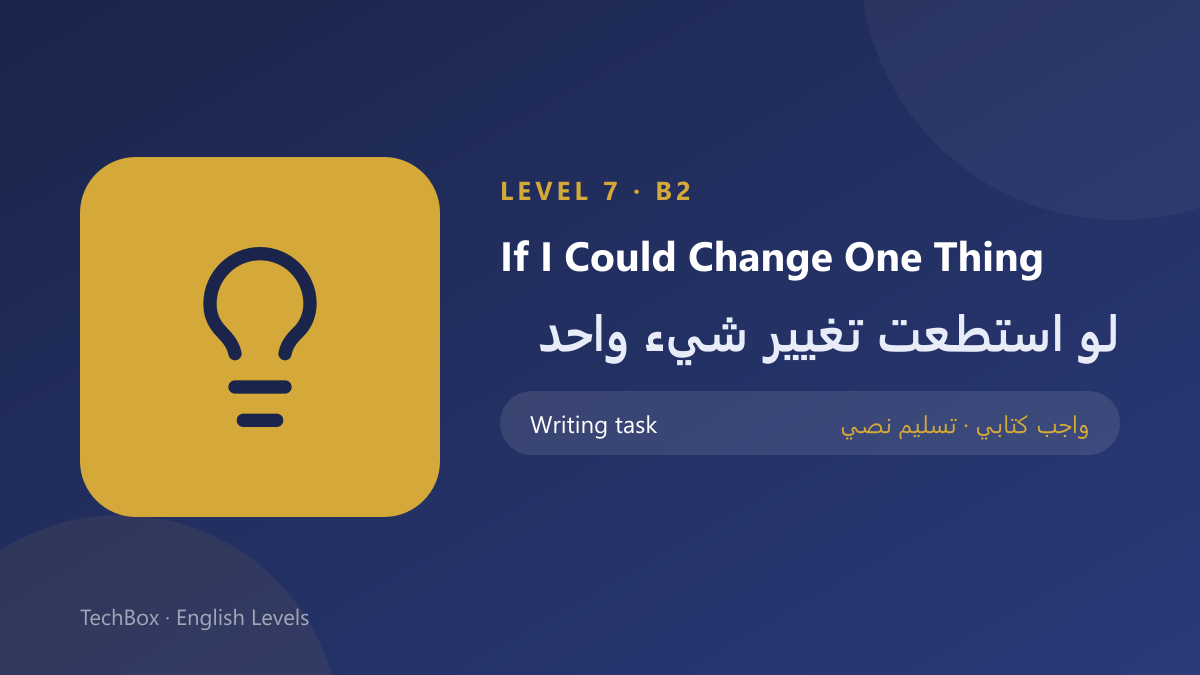 LEVEL 7 · B2
If I Could Change One Thing
لو استطعت تغيير شيء واحد
Writing task
واجب كتابي · تسليم نصي
TechBox · English Levels